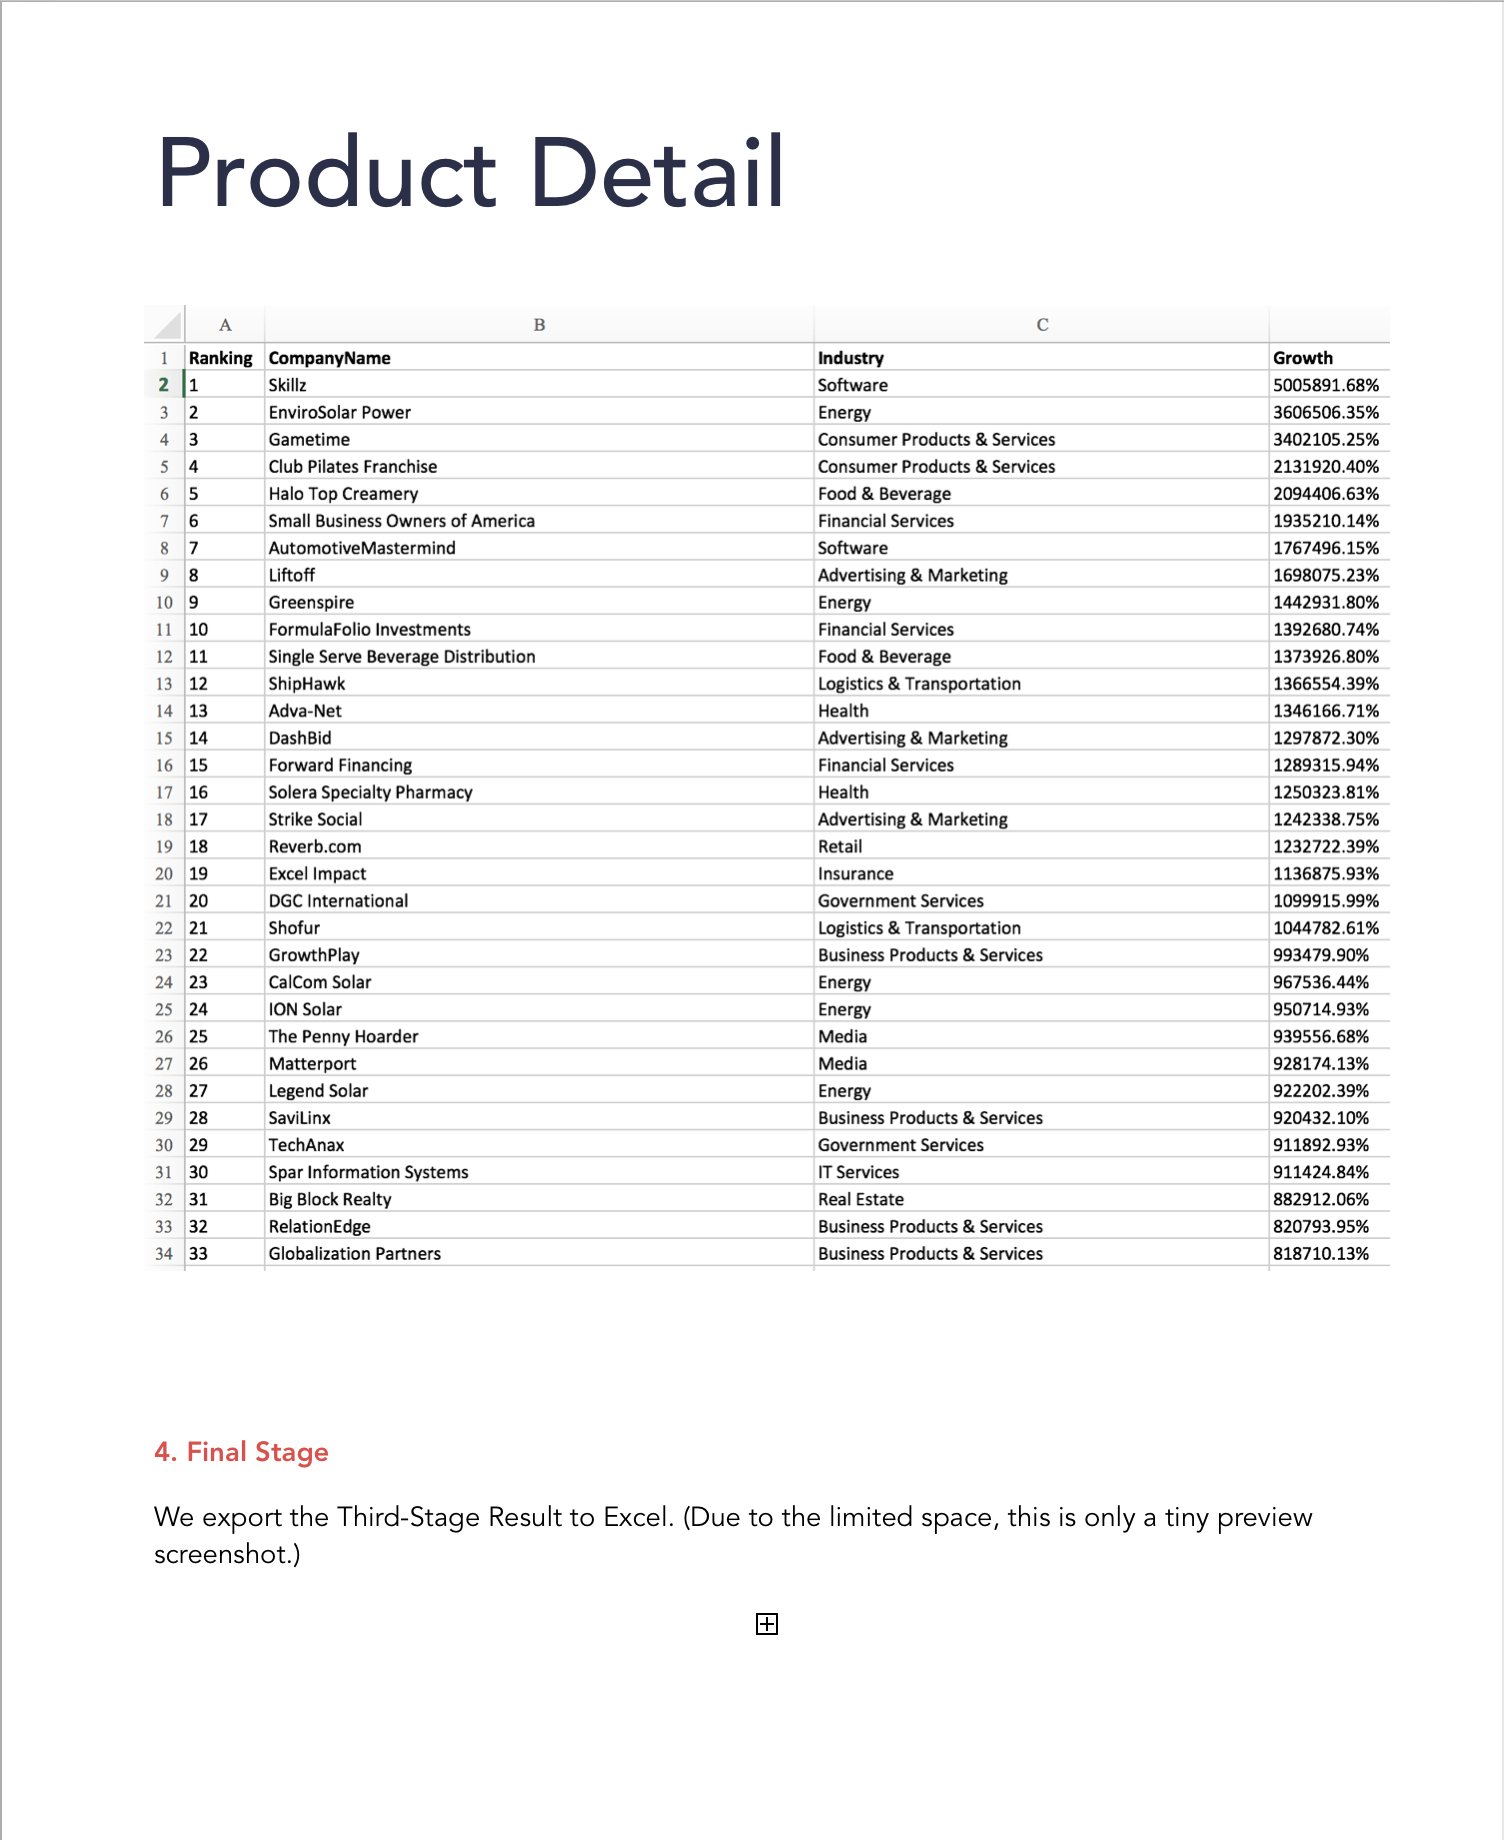 Product Detail
A B C
1 Ranking CompanyName Industry Growth
2 1 Skillz Software 5005891.68%
3 2 EnviroSolar Power Energy 3606506.35%
4 3 Gametime Consumer Products & Services 3402105.25%
5 4 Club Pilates Franchise Consumer Products & Services 2131920.40%
6 5 Halo Top Creamery Food & Beverage 2094406.63%
7 6 Small Business Owners of America Financial Services 1935210.14%
8 7 AutomotiveMastermind Software 1767496.15%
9 8 Liftoff Advertising & Marketing 1698075.23%
10 9 Greenspire Energy 1442931.80%
11 10 FormulaFolio Investments Financial Services 1392680.74%
12 11 Single Serve Beverage Distribution Food & Beverage 1373926.80%
13 12 ShipHawk Logistics & Transportation 1366554.39%
14 13 Adva-Net Health 1346166.71%
15 14 DashBid Advertising & Marketing 1297872.30%
16 15 Forward Financing Financial Services 1289315.94%
17 16 Solera Specialty Pharmacy Health 1250323.81%
18 17 Strike Social Advertising & Marketing 1242338.75%
19 18 Reverb.com Retail 1232722.39%
20 19 Excel Impact Insurance 1136875.93%
21 20 DGC International Government Services 1099915.99%
22 21 Shofur Logistics & Transportation 1044782.61%
23 22 GrowthPlay Business Products & Services 993479.90%
24 23 CalCom Solar Energy 967536.44%
25 24 ION Solar Energy 950714.93%
26 25 The Penny Hoarder Media 939556.68%
27 26 Matterport Media 928174.13%
28 27 Legend Solar Energy 922202.39%
29 28 SaviLinx Business Products & Services 920432.10%
30 29 TechAnax Government Services 911892.93%
31 30 Spar Information Systems IT Services 911424.84%
32 31 Big Block Realty Real Estate 882912.06%
33 32 RelationEdge Business Products & Services 820793.95%
34 33 Globalization Partners Business Products & Services 818710.13%
4. Final Stage
We export the Third-Stage Result to Excel. (Due to the limited space, this is only a tiny preview
screenshot.)